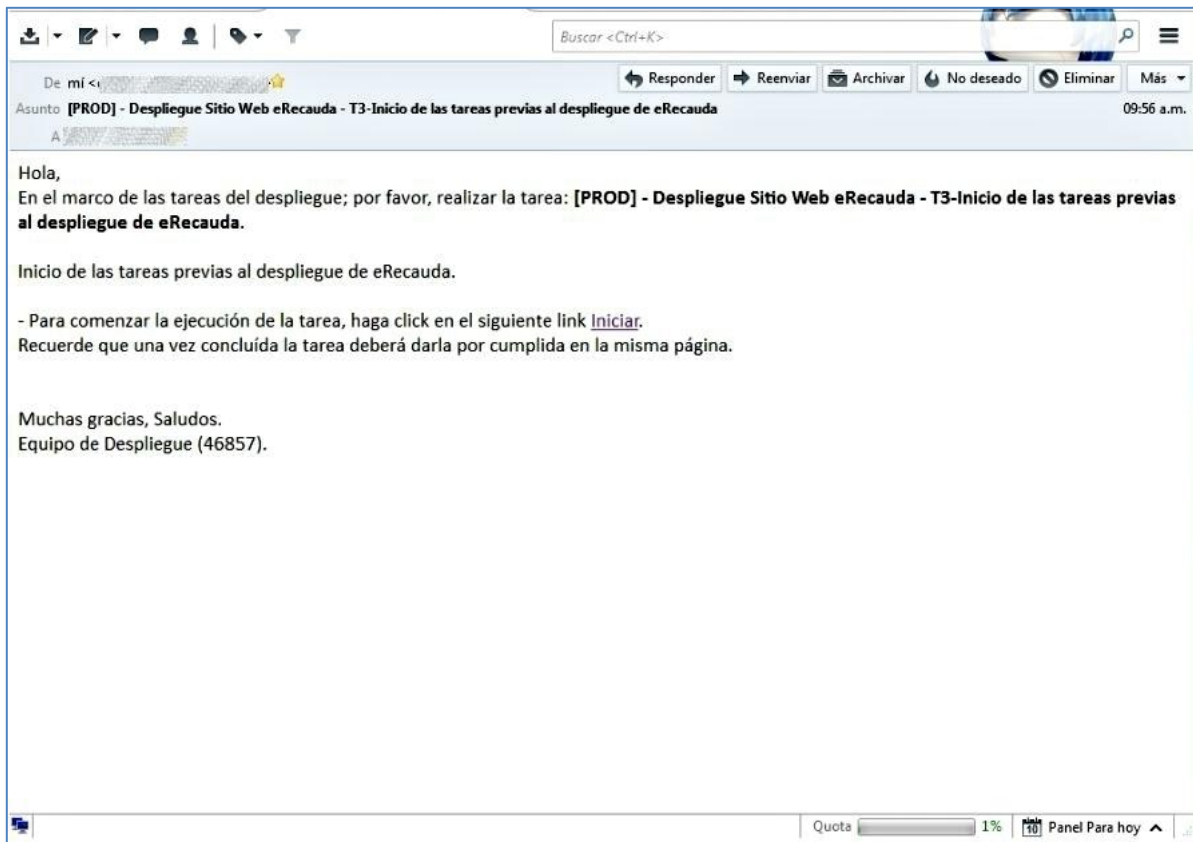 Buscar <Ctrl+K>
De mí <
Responder Reenviar Archivar No deseado Eliminar Más
Asunto [PROD] - Despliegue Sitio Web eRecauda - T3-Inicio de las tareas previas al despliegue de eRecauda 09:56 a.m.
A
Hola,
En el marco de las tareas del despliegue; por favor, realizar la tarea: [PROD] - Despliegue Sitio Web eRecauda - T3-Inicio de las tareas previas
al despliegue de eRecauda.
Inicio de las tareas previas al despliegue de eRecauda.
- Para comenzar la ejecución de la tarea, haga click en el siguiente link Iniciar.
Recuerde que una vez concluída la tarea deberá darla por cumplida en la misma página.
Muchas gracias, Saludos.
Equipo de Despliegue (46857).
Quota 1% 10 Panel Para hoy